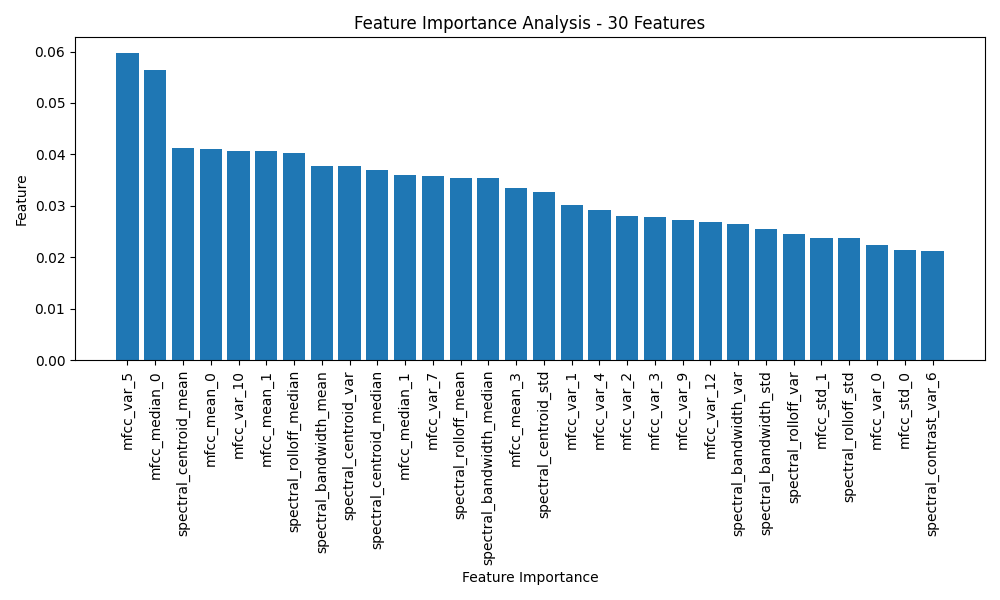 Feature Importance Analysis - 30 Features
Feature
0.06
0.05
0.04
0.03
0.02
0.01
0.00
mfcc_var_5
mfcc_median_0
spectral_centroid_mean
mfcc_mean_0
mfcc_var_10
mfcc_mean_1
spectral_rolloff_median
spectral_bandwidth_mean
spectral_centroid_var
spectral_centroid_median
mfcc_median_1
mfcc_var_7
spectral_rolloff_mean
spectral_bandwidth_median
mfcc_mean_3
spectral_centroid_std
mfcc_var_1
mfcc_var_4
mfcc_var_2
mfcc_var_3
mfcc_var_9
mfcc_var_12
spectral_bandwidth_var
spectral_bandwidth_std
spectral_rolloff_var
mfcc_std_1
spectral_rolloff_std
mfcc_var_0
mfcc_std_0
spectral_contrast_var_6
Feature Importance